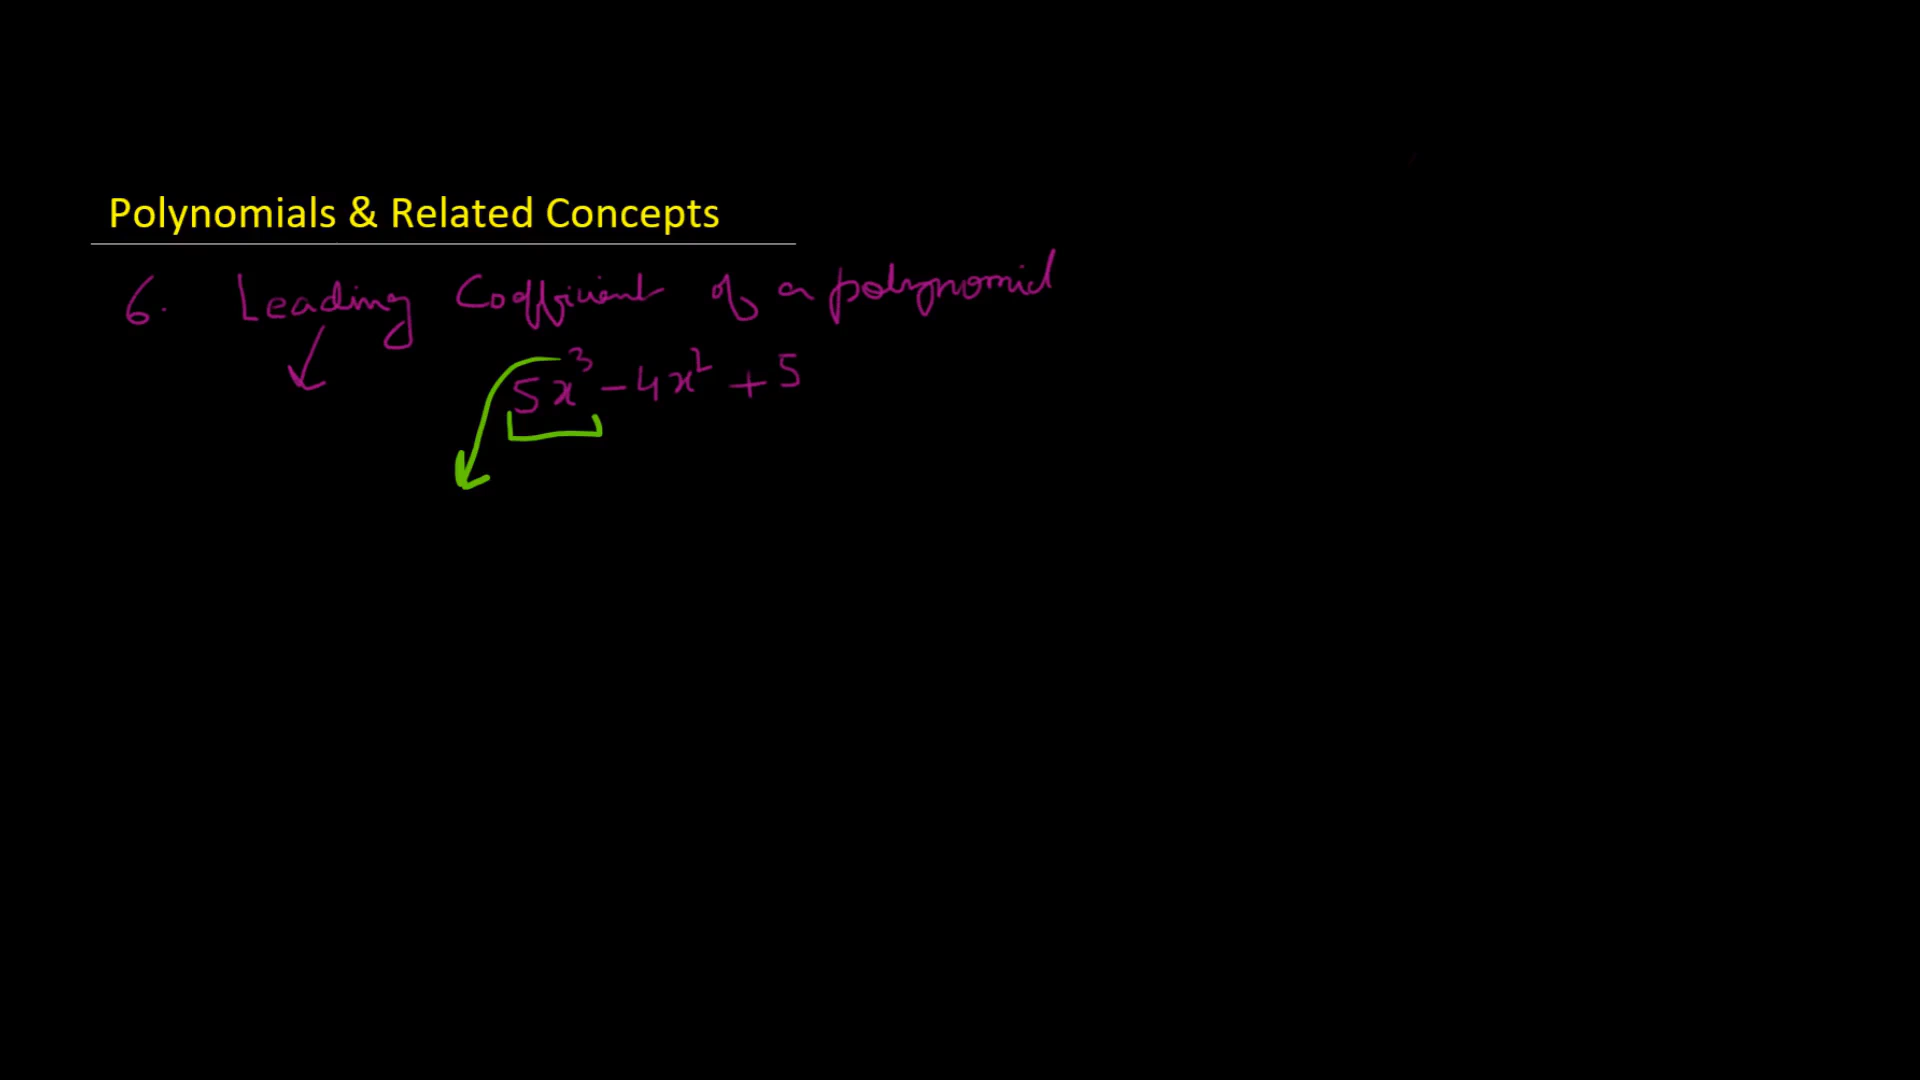 Polynomials & Related Concepts
6. Leading Coefficient of a polynomial
5x³ - 4x² + 5